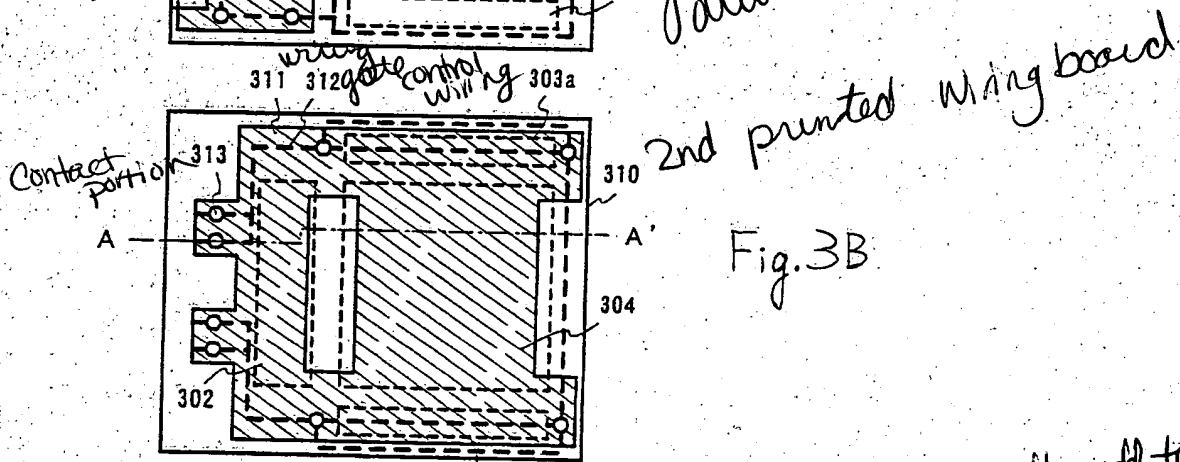 wiring
gate control
wiring
311 312 303a
2nd printed wiring board
Contact
portion
313
310
A A'
Fig. 3B
304
302